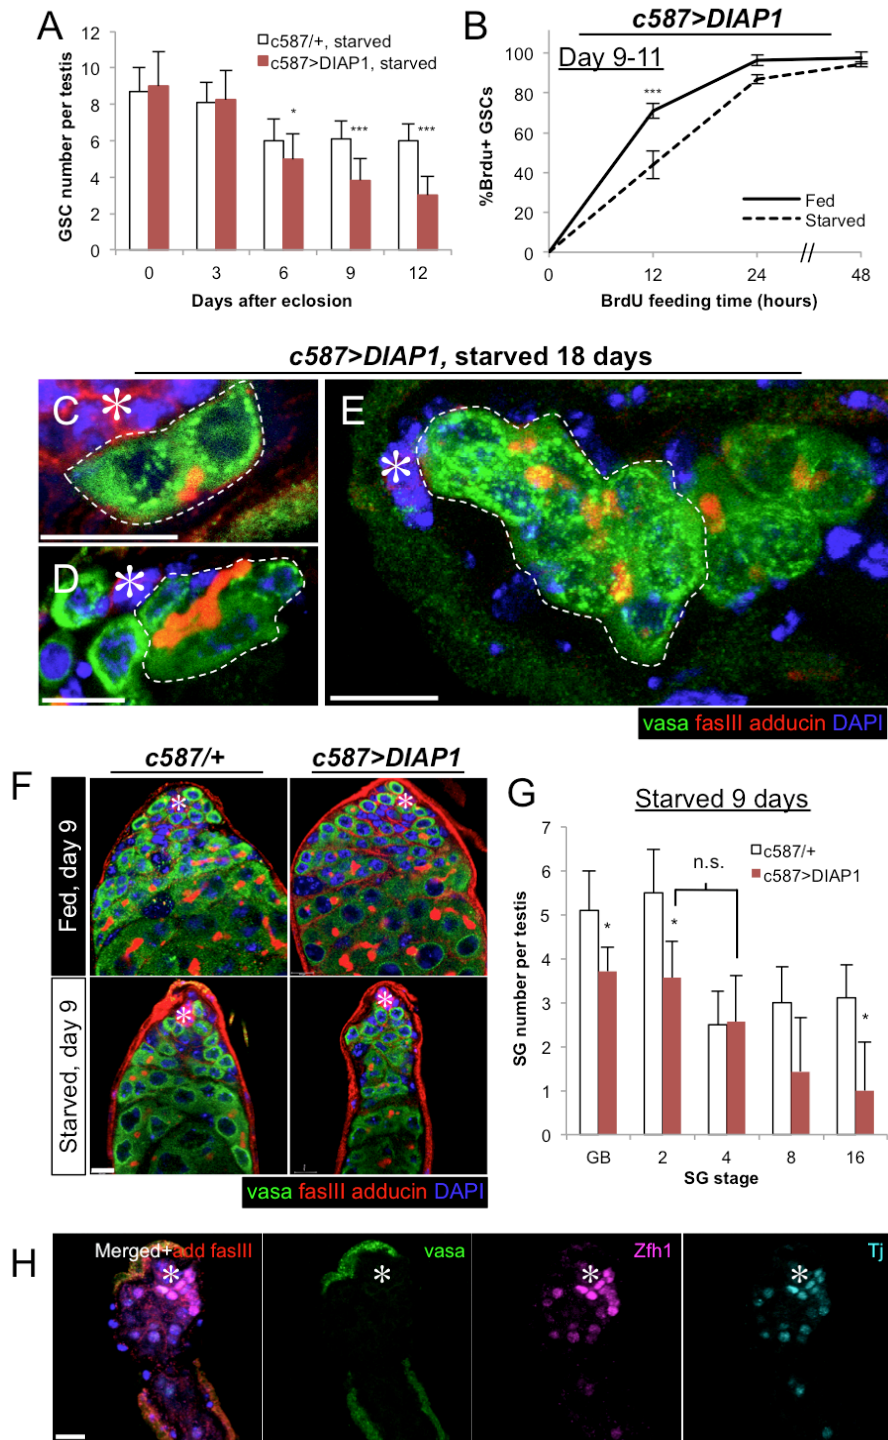 A
c587/+, starved
c587>DIAP1, starved
GSC number per testis
12
10
8
6
4
2
0
*
***
***
0 3 6 9 12
Days after eclosion
B
c587>DIAP1
Day 9-11
%Brdu+ GSCs
100
80
60
40
20
0
***
Fed
Starved
//
0 12 24 48
BrdU feeding time (hours)
c587>DIAP1, starved 18 days
C
*
D
*
E
*
vasa fasIII adducin DAPI
F
c587/+
c587>DIAP1
Fed, day 9
Starved, day 9
*
*
*
*
vasa fasIII adducin DAPI
G
Starved 9 days
c587/+
c587>DIAP1
n.s.
SG number per testis
7
6
5
4
3
2
1
0
*
*
*
GB 2 4 8 16
SG stage
H
Merged+add fasIII
*
vasa
*
Zfh1
*
Tj
*